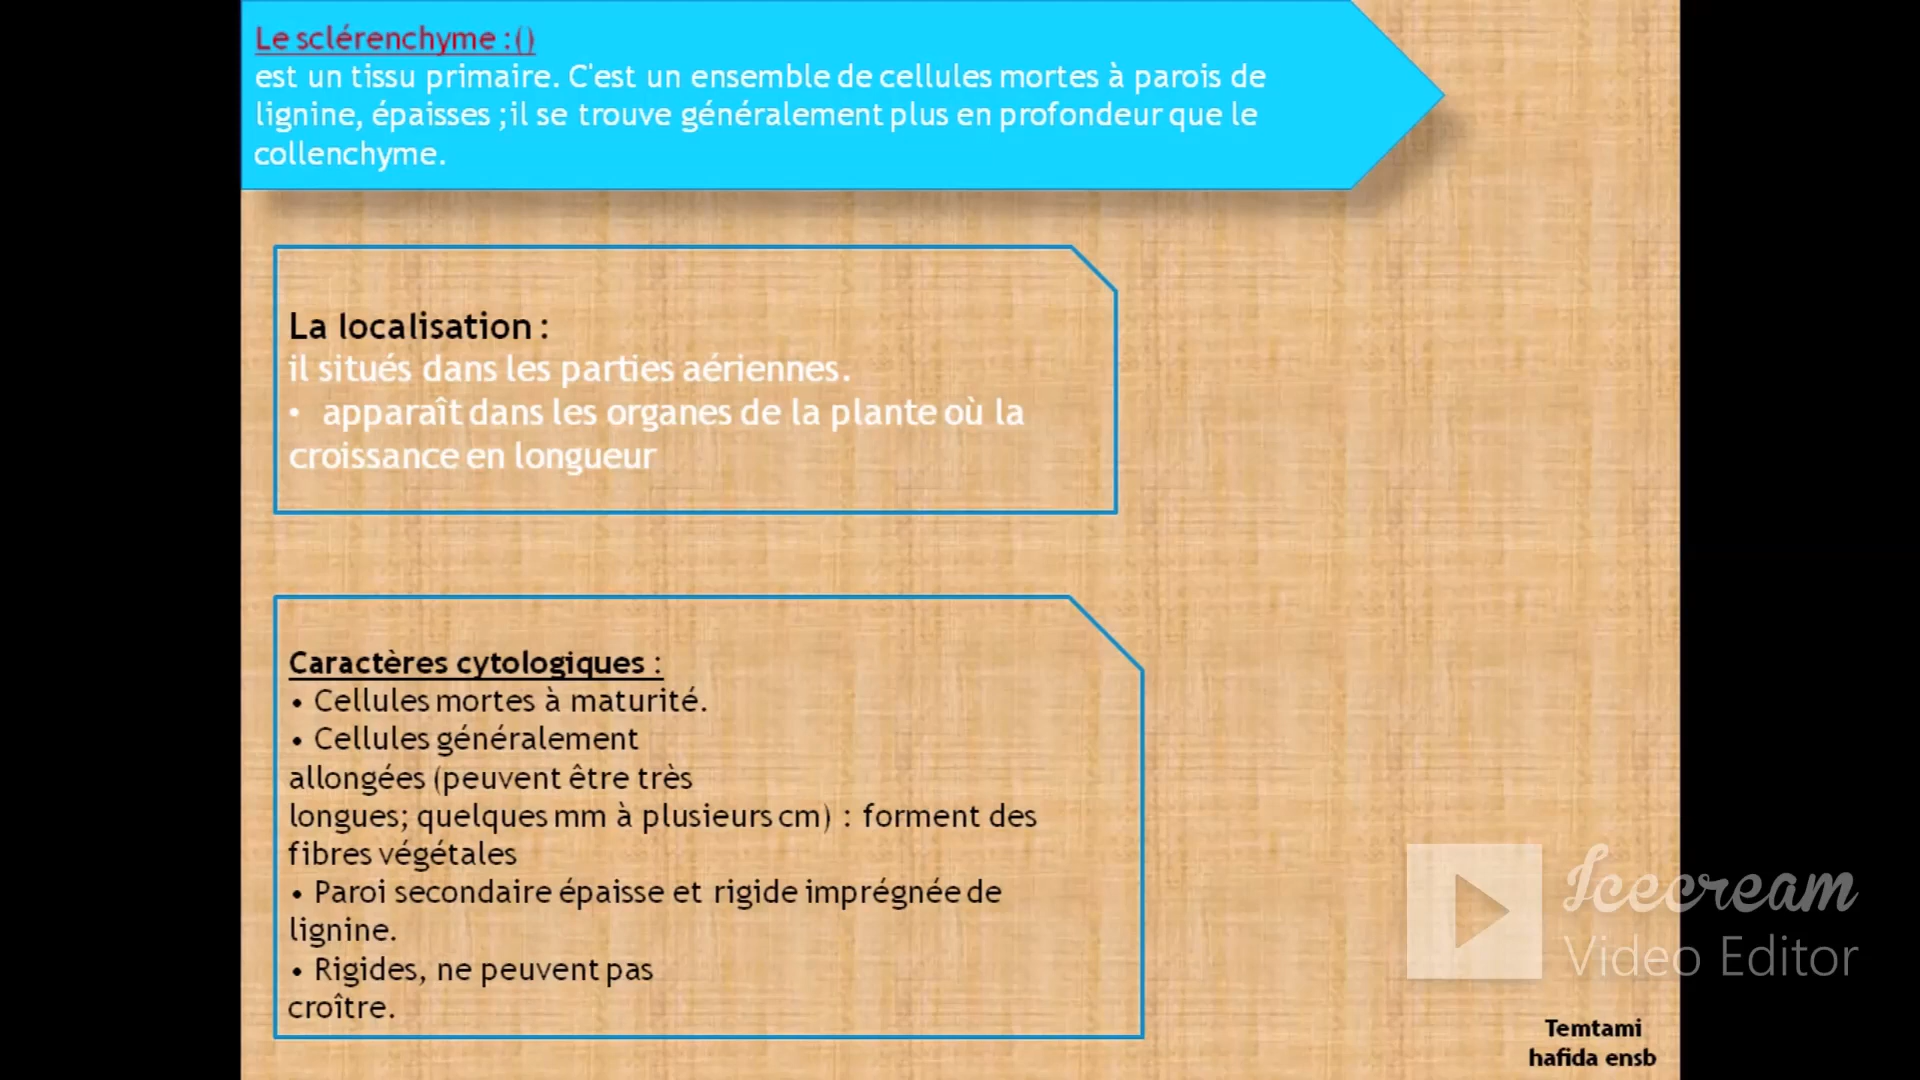 Le sclérenchyme :()
est un tissu primaire. C'est un ensemble de cellules mortes à parois de
lignine, épaisses ;il se trouve généralement plus en profondeur que le
collenchyme.
La localisation :
il situés dans les parties aériennes.
• apparaît dans les organes de la plante où la
croissance en longueur
Caractères cytologiques :
• Cellules mortes à maturité.
• Cellules généralement
allongées (peuvent être très
longues; quelques mm à plusieurs cm) : forment des
fibres végétales
• Paroi secondaire épaisse et rigide imprégnée de
lignine.
• Rigides, ne peuvent pas
croître.
Icecream
Video Editor
Temtami
hafida ensb